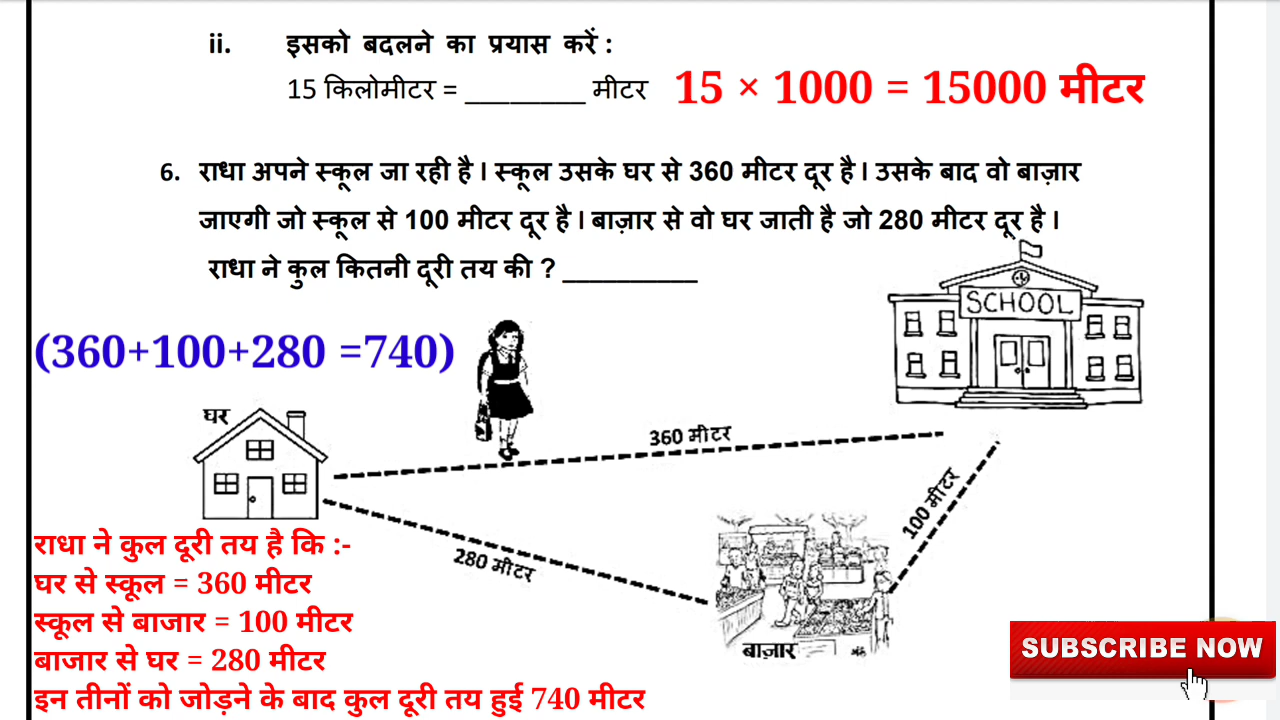 ii. इसको बदलने का प्रयास करें :
15 किलोमीटर = _________ मीटर 15 × 1000 = 15000 मीटर
6. राधा अपने स्कूल जा रही है । स्कूल उसके घर से 360 मीटर दूर है । उसके बाद वो बाज़ार
जाएगी जो स्कूल से 100 मीटर दूर है । बाज़ार से वो घर जाती है जो 280 मीटर दूर है ।
राधा ने कुल कितनी दूरी तय की ? __________
SCHOOL
(360+100+280 =740)
घर
360 मीटर
100 मीटर
280 मीटर
बाज़ार
राधा ने कुल दूरी तय है कि :-
घर से स्कूल = 360 मीटर
स्कूल से बाजार = 100 मीटर
बाजार से घर = 280 मीटर
इन तीनों को जोड़ने के बाद कुल दूरी तय हुई 740 मीटर
SUBSCRIBE NOW